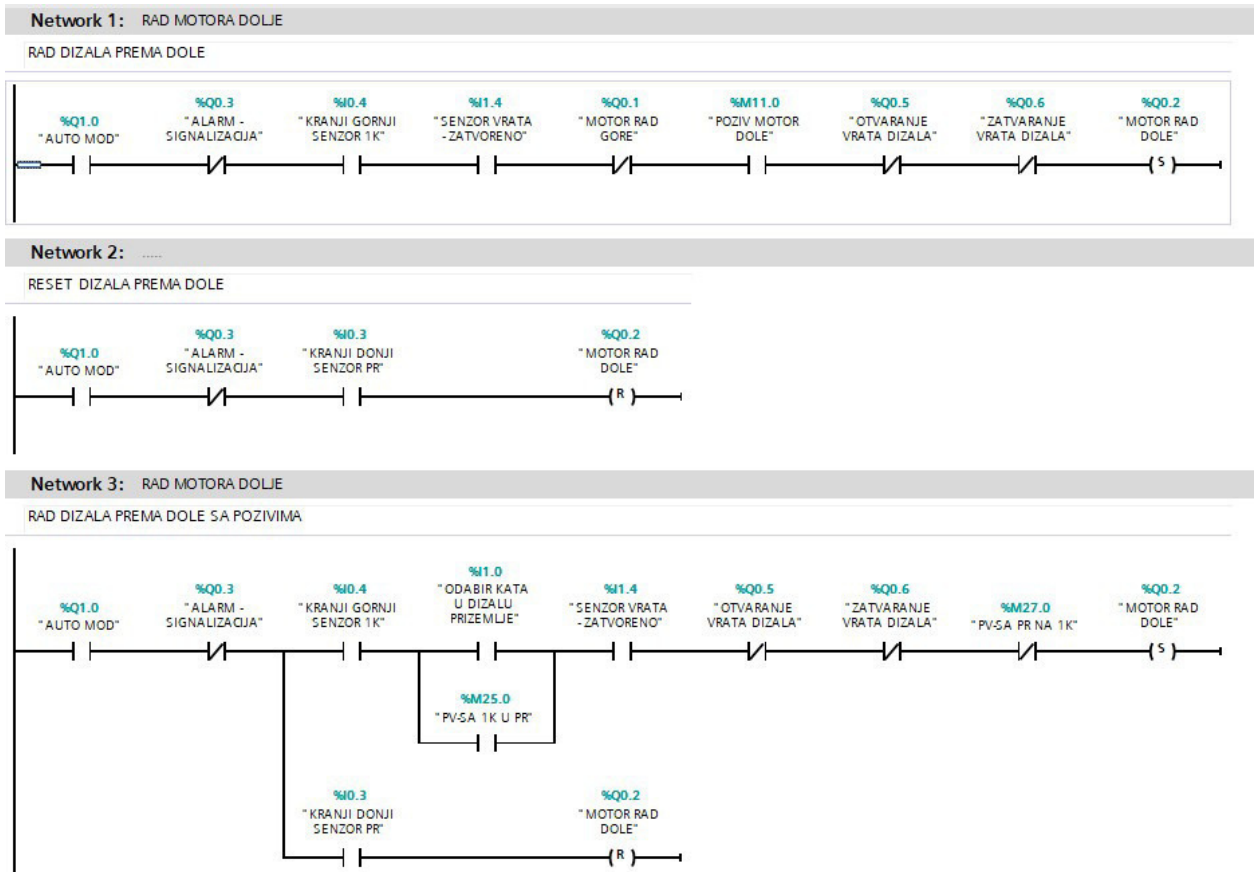 Network 1: RAD MOTORA DOLJE
RAD DIZALA PREMA DOLE
%Q1.0
"AUTO MOD"
%Q0.3
"ALARM -
SIGNALIZACIJA"
%I0.4
"KRANJI GORNJI
SENZOR 1K"
%I1.4
"SENZOR VRATA
-ZATVORENO"
%Q0.1
"MOTOR RAD
GORE"
%M11.0
"POZIV MOTOR
DOLE"
%Q0.5
"OTVARANJE
VRATA DIZALA"
%Q0.6
"ZATVARANJE
VRATA DIZALA"
%Q0.2
"MOTOR RAD
DOLE"
S
Network 2: .....
RESET DIZALA PREMA DOLE
%Q1.0
"AUTO MOD"
%Q0.3
"ALARM -
SIGNALIZACIJA"
%I0.3
"KRANJI DONJI
SENZOR PR"
%Q0.2
"MOTOR RAD
DOLE"
R
Network 3: RAD MOTORA DOLJE
RAD DIZALA PREMA DOLE SA POZIVIMA
%Q1.0
"AUTO MOD"
%Q0.3
"ALARM -
SIGNALIZACIJA"
%I0.4
"KRANJI GORNJI
SENZOR 1K"
%I1.0
"ODABIR KATA
U DIZALU
PRIZEMLJE"
%I1.4
"SENZOR VRATA
-ZATVORENO"
%Q0.5
"OTVARANJE
VRATA DIZALA"
%Q0.6
"ZATVARANJE
VRATA DIZALA"
%M27.0
"PV-SA PR NA 1K"
%Q0.2
"MOTOR RAD
DOLE"
S
%M25.0
"PV-SA 1K U PR"
%I0.3
"KRANJI DONJI
SENZOR PR"
%Q0.2
"MOTOR RAD
DOLE"
R